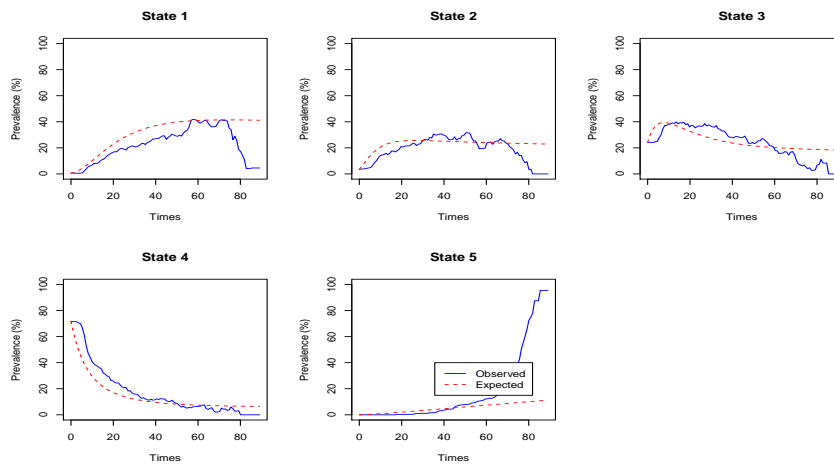 State 1
State 2
State 3
Prevalence (%)
0 20 40 60 80 100
0 20 40 60 80
Times
Prevalence (%)
0 20 40 60 80 100
0 20 40 60 80
Times
Prevalence (%)
0 20 40 60 80 100
0 20 40 60 80
Times
State 4
State 5
Prevalence (%)
0 20 40 60 80 100
0 20 40 60 80
Times
Prevalence (%)
0 20 40 60 80 100
Observed
Expected
0 20 40 60 80
Times